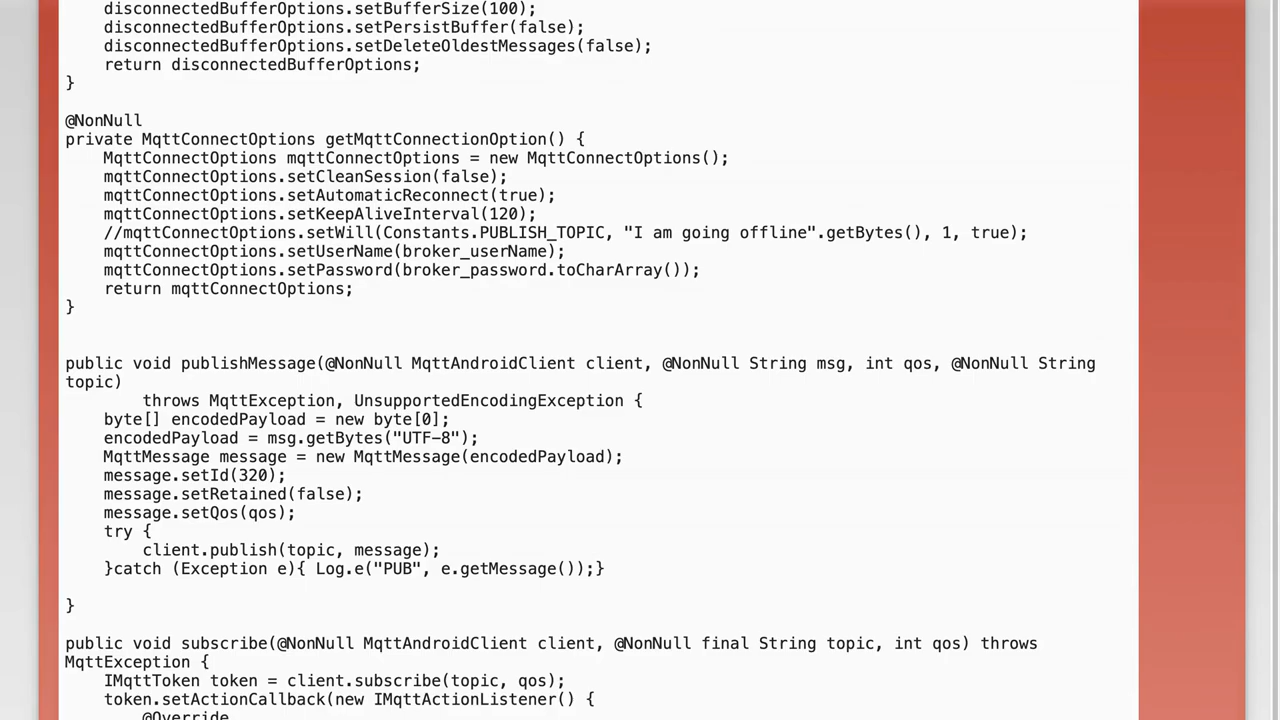 disconnectedBufferOptions.setBufferSize(100);
disconnectedBufferOptions.setPersistBuffer(false);
disconnectedBufferOptions.setDeleteOldestMessages(false);
return disconnectedBufferOptions;
}
@NonNull
private MqttConnectOptions getMqttConnectionOption() {
MqttConnectOptions mqttConnectOptions = new MqttConnectOptions();
mqttConnectOptions.setCleanSession(false);
mqttConnectOptions.setAutomaticReconnect(true);
mqttConnectOptions.setKeepAliveInterval(120);
//mqttConnectOptions.setWill(Constants.PUBLISH_TOPIC, "I am going offline".getBytes(), 1, true);
mqttConnectOptions.setUserName(broker_userName);
mqttConnectOptions.setPassword(broker_password.toCharArray());
return mqttConnectOptions;
}
public void publishMessage(@NonNull MqttAndroidClient client, @NonNull String msg, int qos, @NonNull String
topic)
throws MqttException, UnsupportedEncodingException {
byte[] encodedPayload = new byte[0];
encodedPayload = msg.getBytes("UTF-8");
MqttMessage message = new MqttMessage(encodedPayload);
message.setId(320);
message.setRetained(false);
message.setQos(qos);
try {
client.publish(topic, message);
}catch (Exception e){ Log.e("PUB", e.getMessage());}
}
public void subscribe(@NonNull MqttAndroidClient client, @NonNull final String topic, int qos) throws
MqttException {
IMqttToken token = client.subscribe(topic, qos);
token.setActionCallback(new IMqttActionListener() {
@Override